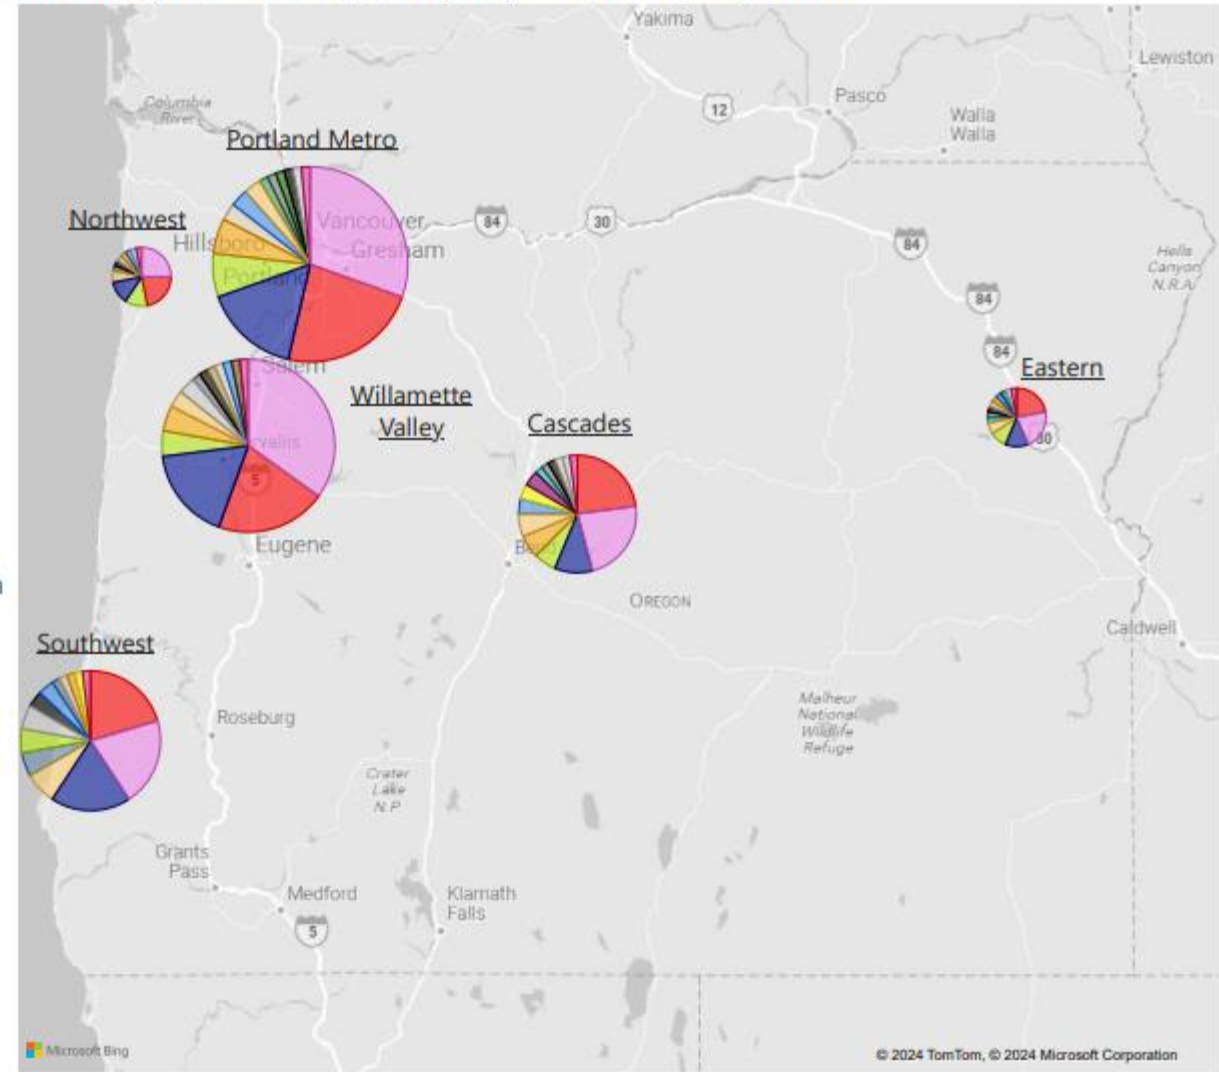 Yakima
Lewiston
Columbia
River
Pasco
12
Walla
Walla
Portland Metro
Northwest
Vancouver
84
30
Hillsboro
Gresham
84
Portland
Hells
Canyon
N.R.A.
84
84
Salem
Eastern
Willamette
Valley
Cascades
30
5
Eugene
OREGON
Caldwell
Southwest
Roseburg
Malheur
National
Wildlife
Refuge
Crater
Lake
N.P.
Grants
Pass
Medford
Klamath
Falls
5
Microsoft Bing
© 2024 TomTom, © 2024 Microsoft Corporation